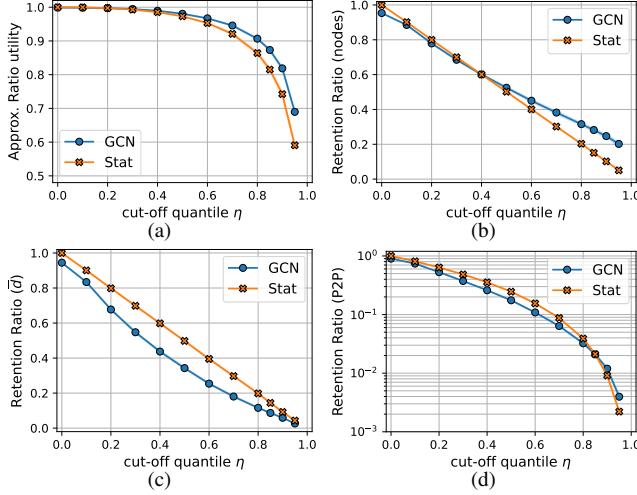 Approx. Ratio utility
1.0
0.9
0.8
0.7
0.6
0.5
GCN
Stat
0.0 0.2 0.4 0.6 0.8 1.0
cut-off quantile η
(a)
Retention Ratio (nodes)
1.0
0.8
0.6
0.4
0.2
0.0
GCN
Stat
0.0 0.2 0.4 0.6 0.8 1.0
cut-off quantile η
(b)
Retention Ratio (d̅)
1.0
0.8
0.6
0.4
0.2
0.0
GCN
Stat
0.0 0.2 0.4 0.6 0.8 1.0
cut-off quantile η
(c)
Retention Ratio (P2P)
10⁰
10⁻¹
10⁻²
10⁻³
GCN
Stat
0.0 0.2 0.4 0.6 0.8 1.0
cut-off quantile η
(d)